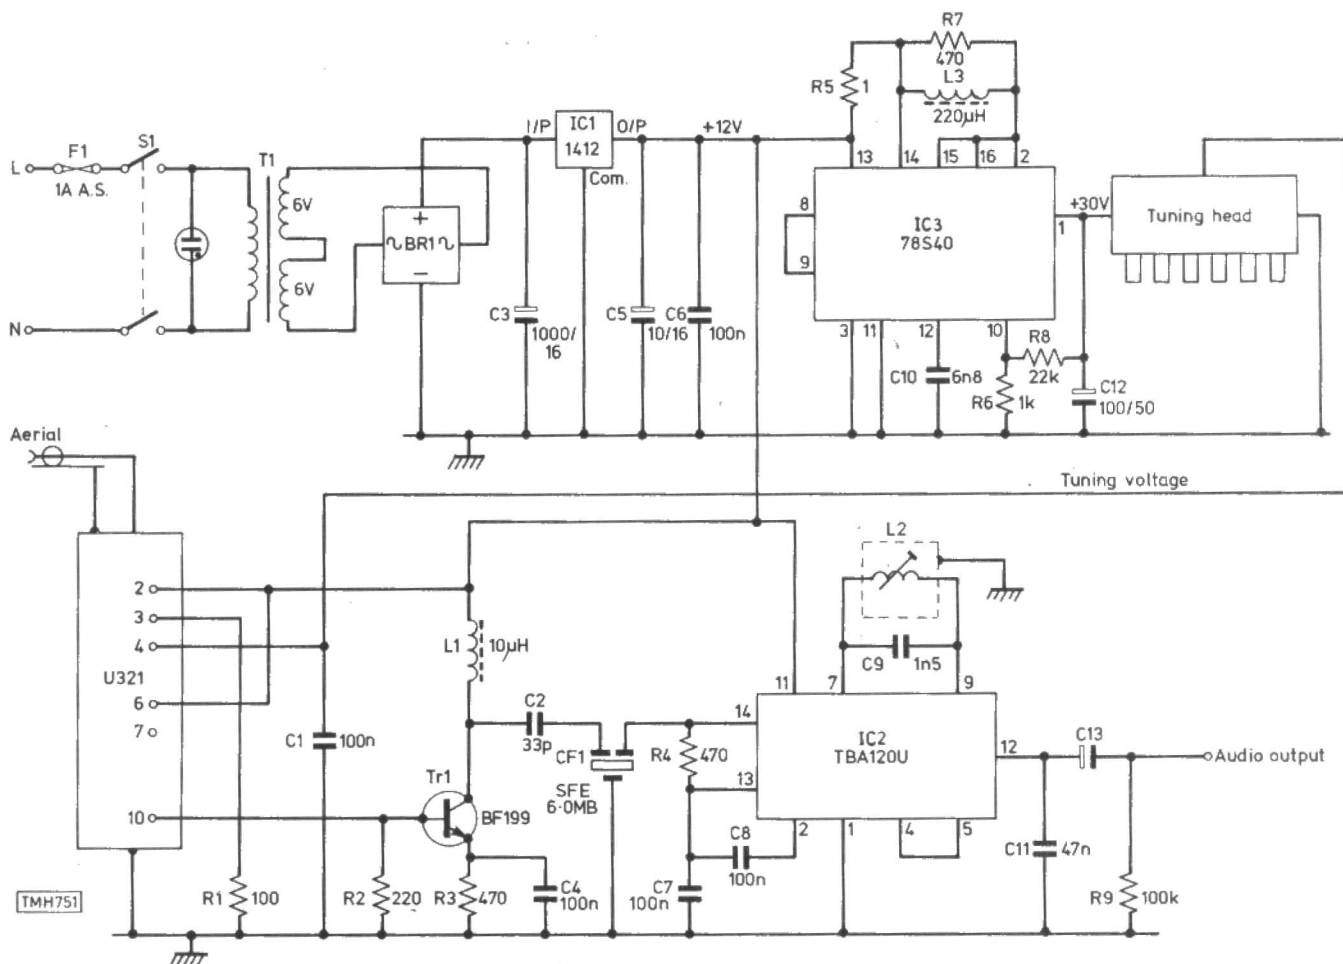 L
F1
1A A.S.
S1
N
T1
6V
6V
+
BR1
−
I/P
IC1
1412
O/P
Com.
+12V
C3
1000/
16
C5
10/16
C6
100n
R5
1
R7
470
L3
220µH
13
14
15
16
2
8
9
IC3
78S40
1
+30V
3
11
12
10
C10
6n8
R6
1k
R8
22k
C12
100/50
Tuning head
Aerial
Tuning voltage
2
3
4
U321
6
7
10
TMH751
R1
100
C1
100n
R2
220
L1
10µH
Tr1
BF199
R3
470
C4
100n
C2
33p
CF1
SFE
6·0MB
R4
470
C7
100n
C8
100n
L2
C9
1n5
11
7
9
14
13
IC2
TBA120U
12
2
1
4
5
C13
C11
47n
R9
100k
Audio output